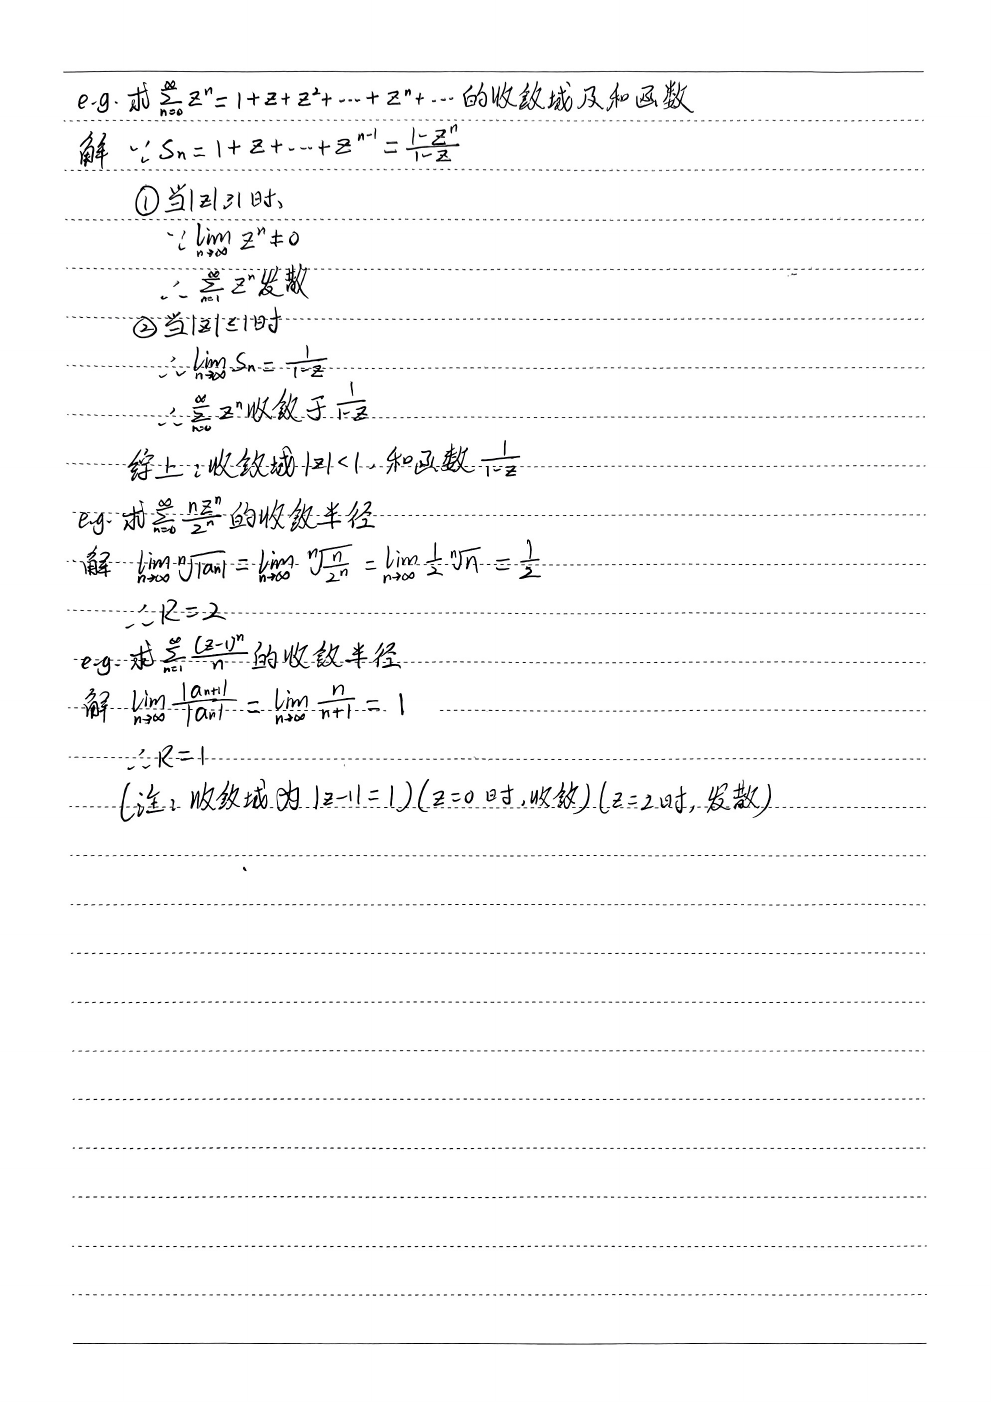 e.g. 求 $\sum_{n=0}^{\infty} z^n = 1+z+z^2+\cdots+z^n+\cdots$ 的收敛域及和函数
解 ∵ $S_n = 1+z+\cdots+z^{n-1} = \frac{1-z^n}{1-z}$
① 当 $|z| \geq 1$ 时、
∵ $\lim_{n\to\infty} z^n \neq 0$
∴ $\sum_{n=1}^{\infty} z^n$ 发散
② 当 $|z| \leq 1$ 时
∴ $\lim_{n\to\infty} S_n = \frac{1}{1-z}$
∴ $\sum_{n=0}^{\infty} z^n$ 收敛于 $\frac{1}{1-z}$
综上:收敛域 $|z|<1$,和函数 $\frac{1}{1-z}$
e.g. 求 $\sum_{n=0}^{\infty} \frac{nz^n}{2^n}$ 的收敛半径
解 $\lim_{n\to\infty} \sqrt[n]{|a_n|} = \lim_{n\to\infty} \sqrt[n]{\frac{n}{2^n}} = \lim_{n\to\infty} \frac{1}{2} \sqrt[n]{n} = \frac{1}{2}$
∴ R=2
e.g. 求 $\sum_{n=1}^{\infty} \frac{(z-1)^n}{n}$ 的收敛半径
解 $\lim_{n\to\infty} \frac{|a_{n+1}|}{|a_n|} = \lim_{n\to\infty} \frac{n}{n+1} = 1$
∴ R=1
(注:收敛域为 $|z-1|=1$)(z=0时,收敛)(z=2时,发散)